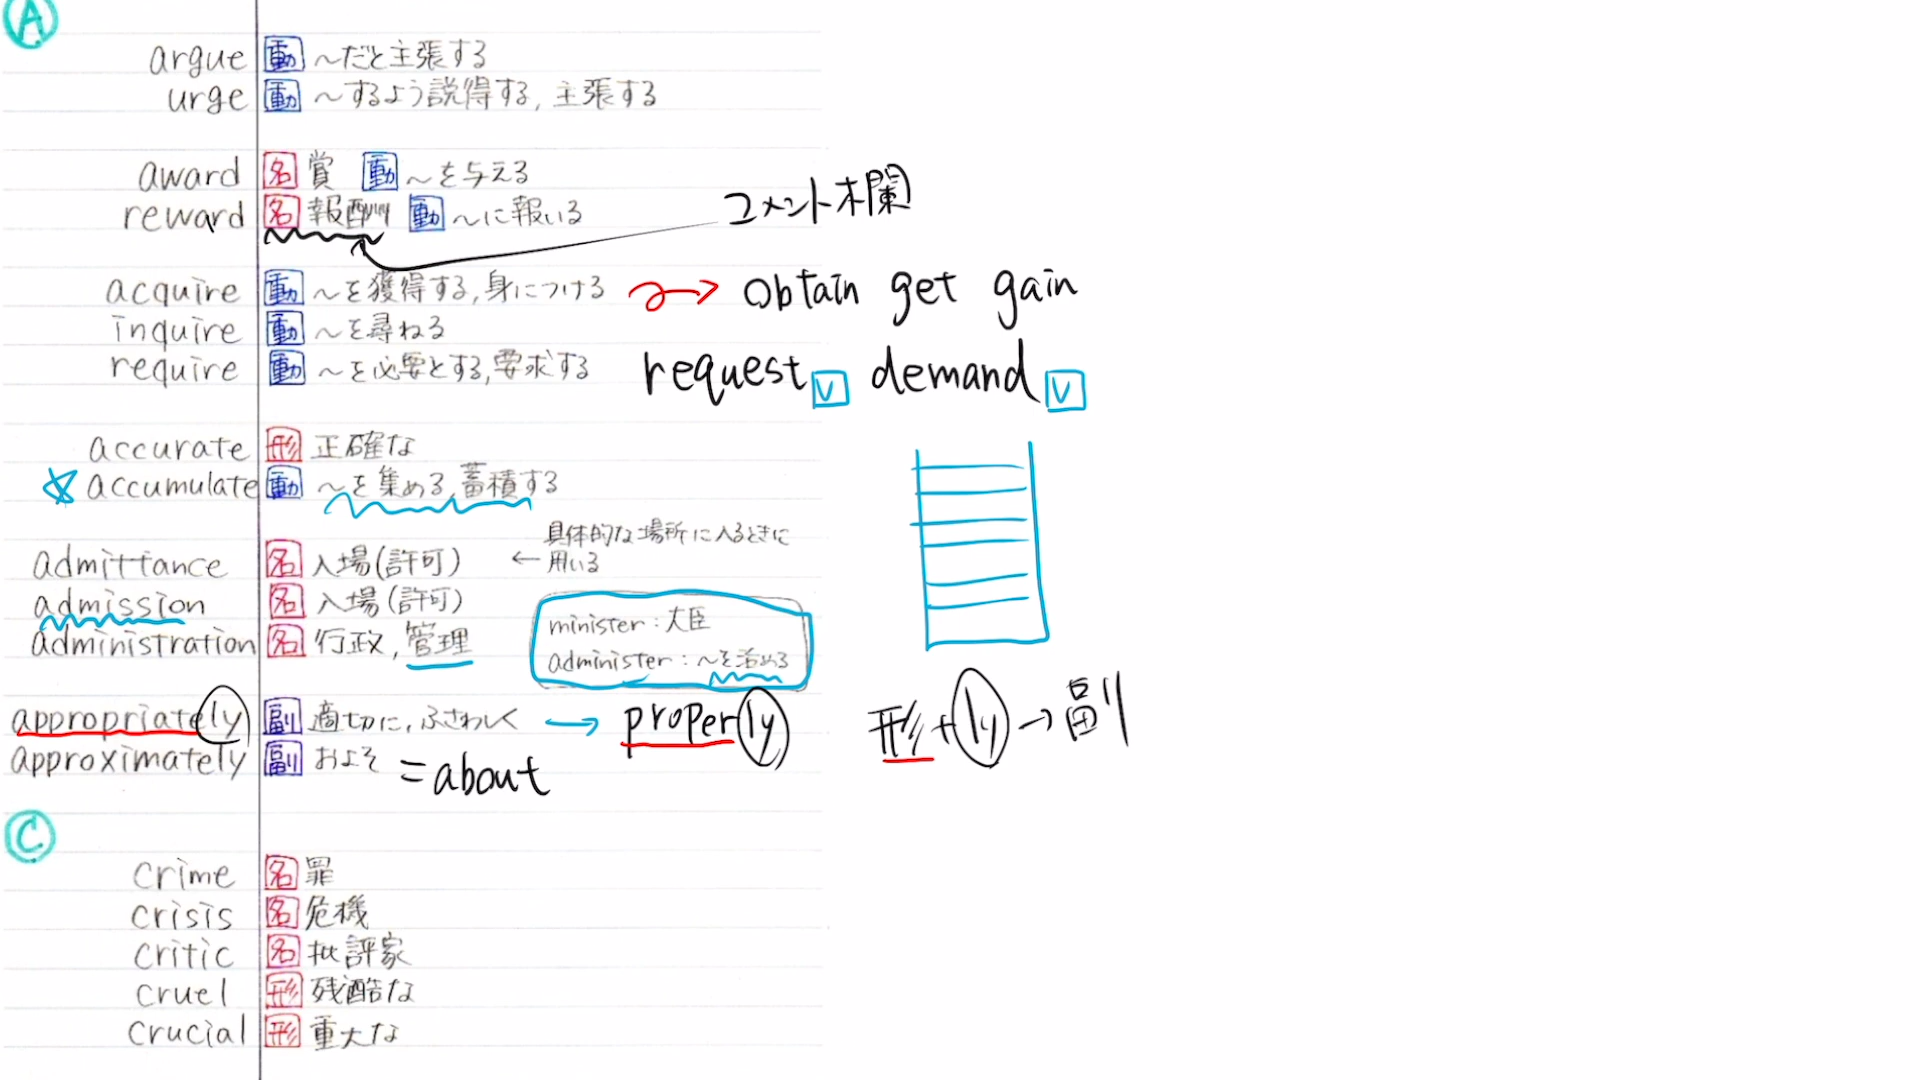 A
argue 動 ~だと主張する
urge 動 ~するよう説得する, 主張する
award 名 賞 動 ~を与える
reward 名 報酬 動 ~に報いる
コメント欄
acquire 動 ~を獲得する, 身につける → obtain get gain
inquire 動 ~を尋ねる
require 動 ~を必要とする, 要求する request V demand V
accurate 形 正確な
☆ accumulate 動 ~を集める, 蓄積する
admittance 名 入場(許可) ← 具体的な場所に入るときに
用いる
admission 名 入場(許可)
administration 名 行政, 管理
minister : 大臣
administer : ~を治める
appropriately 副 適切に, ふさわしく → properly 形+ly→副
approximately 副 およそ =about
C
crime 名 罪
crisis 名 危機
critic 名 批評家
cruel 形 残酷な
crucial 形 重大な